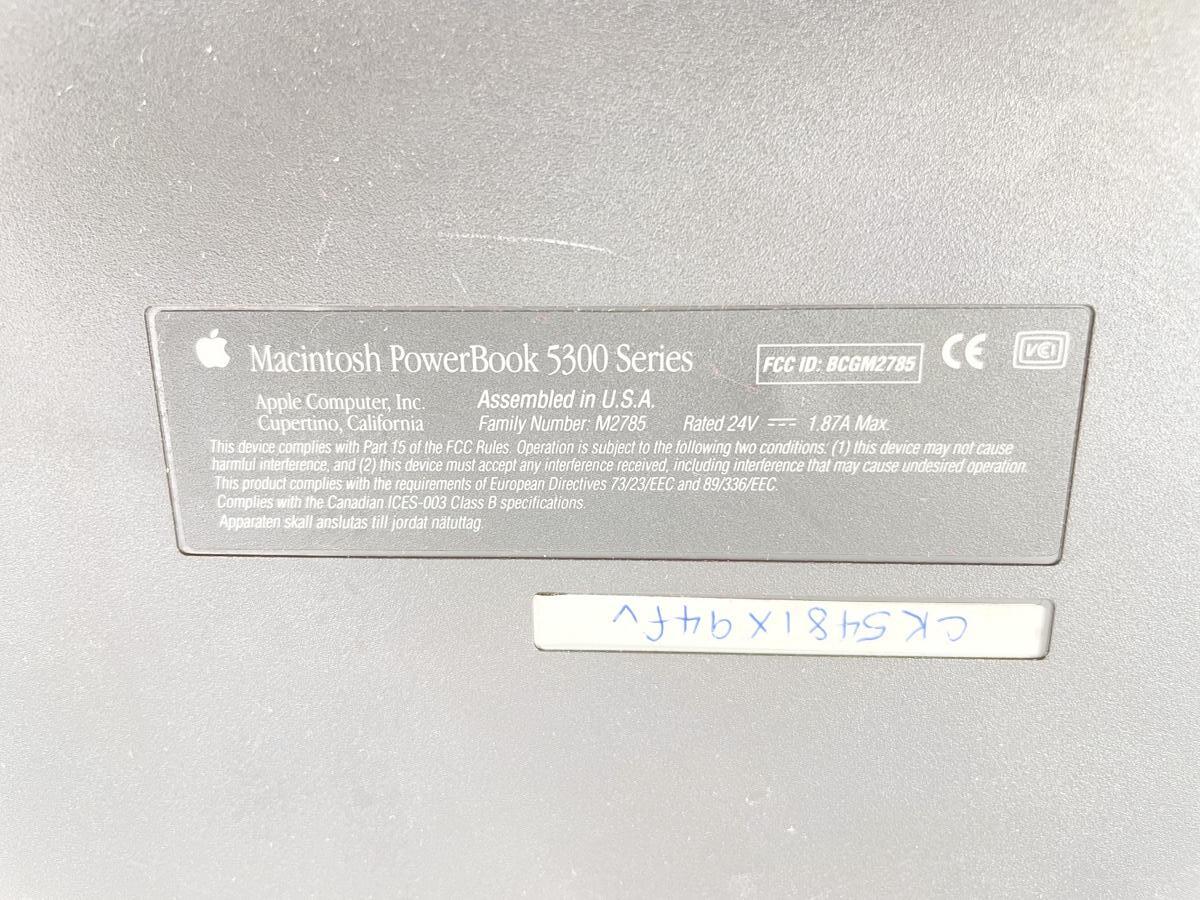 Macintosh PowerBook 5300 Series
FCC ID: BCGM2785
CE
VCI
Apple Computer, Inc.
Cupertino, California
Assembled in U.S.A.
Family Number: M2785 Rated 24V ⎓ 1.87A Max.
This device complies with Part 15 of the FCC Rules. Operation is subject to the following two conditions: (1) this device may not cause
harmful interference, and (2) this device must accept any interference received, including interference that may cause undesired operation.
This product complies with the requirements of European Directives 73/23/EEC and 89/336/EEC.
Complies with the Canadian ICES-003 Class B specifications.
Apparaten skall anslutas till jordat nätuttag.
CK5481X94fv